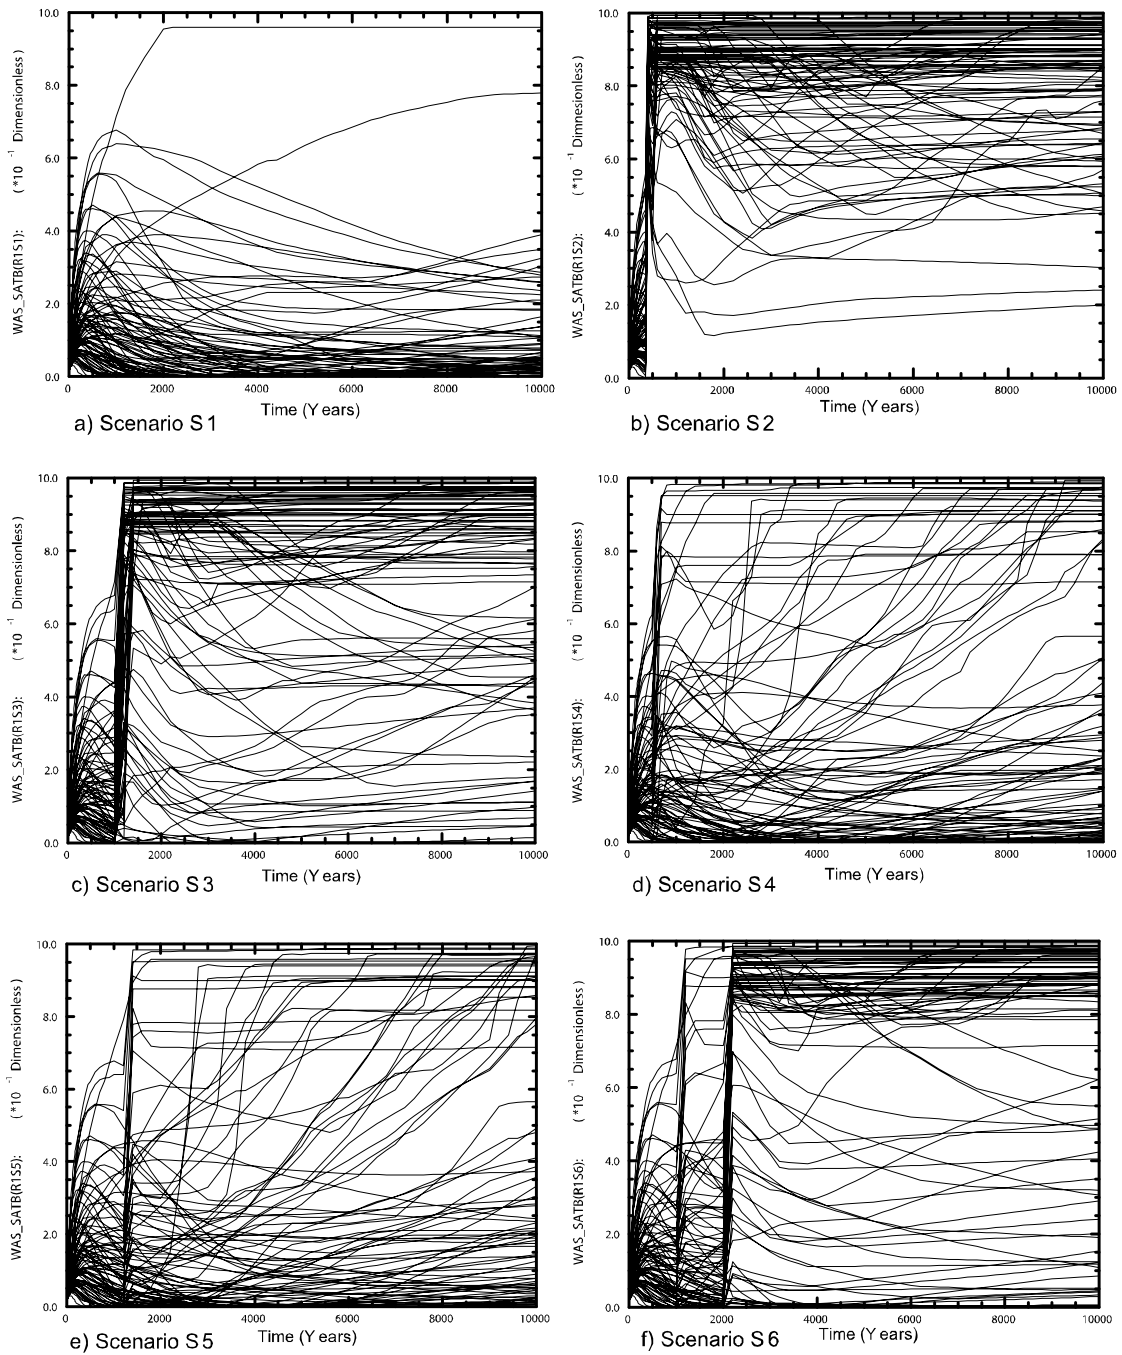 10.0
8.0
6.0
4.0
2.0
0.0
WAS_SATB(R1S1): (*10 -1 Dimensionless)
0 2000 4000 6000 8000 10000
Time (Y ears)
a) Scenario S1
10.0
8.0
6.0
4.0
2.0
0.0
WAS_SATB(R1S2): (*10 -1 Dimnesionless)
0 2000 4000 6000 8000 10000
Time (Y ears)
b) Scenario S2
10.0
8.0
6.0
4.0
2.0
0.0
WAS_SATB(R1S3): (*10 -1 Dimensionless)
0 2000 4000 6000 8000 10000
Time (Y ears)
c) Scenario S3
10.0
8.0
6.0
4.0
2.0
0.0
WAS_SATB(R1S4): (*10 -1 Dimensionless)
0 2000 4000 6000 8000 10000
Time (Y ears)
d) Scenario S4
10.0
8.0
6.0
4.0
2.0
0.0
WAS_SATB(R1S5): (*10 -1 Dimensionless)
0 2000 4000 6000 8000 10000
Time (Y ears)
e) Scenario S5
10.0
8.0
6.0
4.0
2.0
0.0
WAS_SATB(R1S6): (*10 -1 Dimensionless)
0 2000 4000 6000 8000 10000
Time (Y ears)
f) Scenario S6